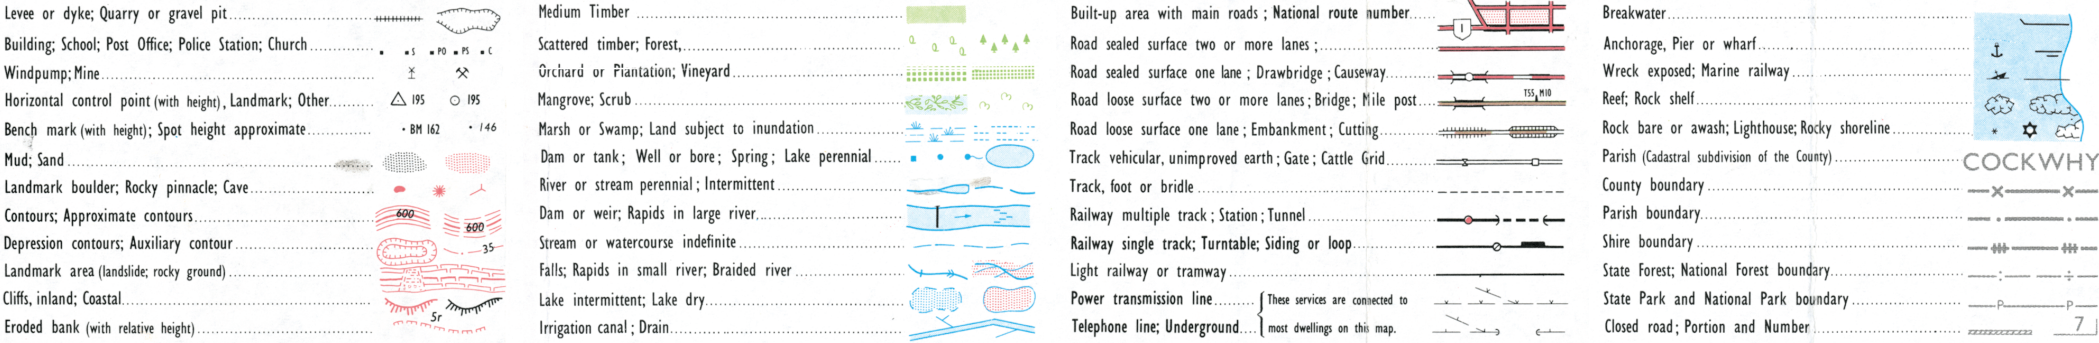 Levee or dyke; Quarry or gravel pit
Building; School; Post Office; Police Station; Church ▪ ▪ S ▪ PO ▪ PS ▪ C
Windpump; Mine
Horizontal control point (with height), Landmark; Other 195 195
Bench mark (with height); Spot height approximate • BM 162 • 146
Mud; Sand
Landmark boulder; Rocky pinnacle; Cave
Contours; Approximate contours 600 600
Depression contours; Auxiliary contour 35
Landmark area (landslide; rocky ground)
Cliffs, inland; Coastal
Eroded bank (with relative height) 5r
Medium Timber
Scattered timber; Forest,
Orchard or Plantation; Vineyard
Mangrove; Scrub
Marsh or Swamp; Land subject to inundation
Dam or tank; Well or bore; Spring; Lake perennial
River or stream perennial; Intermittent
Dam or weir; Rapids in large river
Stream or watercourse indefinite
Falls; Rapids in small river; Braided river
Lake intermittent; Lake dry
Irrigation canal; Drain
Built-up area with main roads; National route number 1
Road sealed surface two or more lanes;
Road sealed surface one lane; Drawbridge; Causeway
Road loose surface two or more lanes; Bridge; Mile post T55 M10
Road loose surface one lane; Embankment; Cutting
Track vehicular, unimproved earth; Gate; Cattle Grid
Track, foot or bridle
Railway multiple track; Station; Tunnel
Railway single track; Turntable; Siding or loop
Light railway or tramway
Power transmission line These services are connected to
Telephone line; Underground most dwellings on this map.
Breakwater
Anchorage, Pier or wharf
Wreck exposed; Marine railway
Reef; Rock shelf
Rock bare or awash; Lighthouse; Rocky shoreline
Parish (Cadastral subdivision of the County) COCKWHY
County boundary
Parish boundary
Shire boundary
State Forest; National Forest boundary
State Park and National Park boundary P P
Closed road; Portion and Number 7